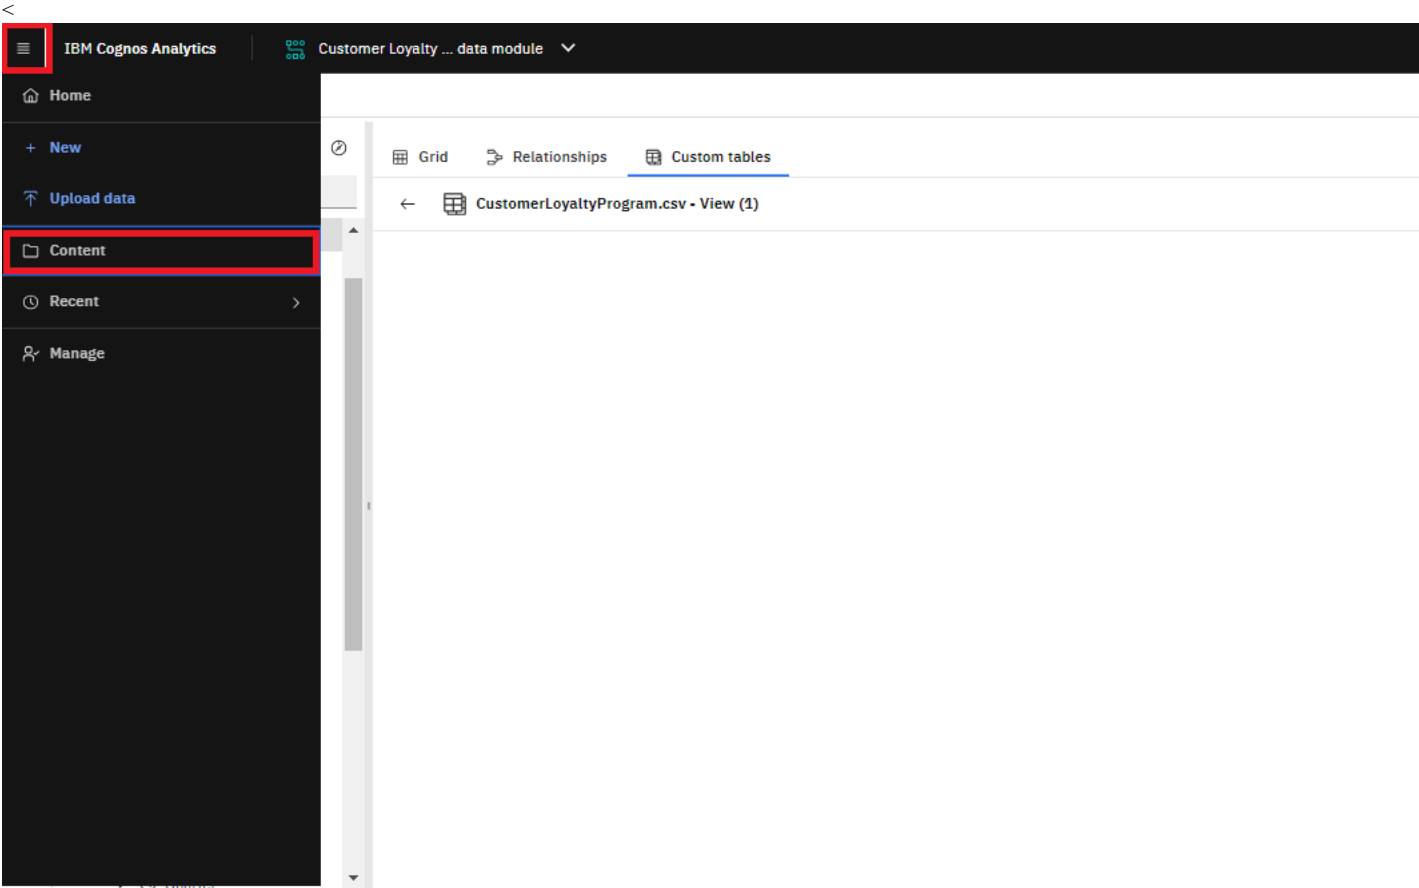 <
IBM Cognos Analytics
Customer Loyalty ... data module
Home
New
Upload data
Content
Recent
Manage
Grid
Relationships
Custom tables
CustomerLoyaltyProgram.csv - View (1)